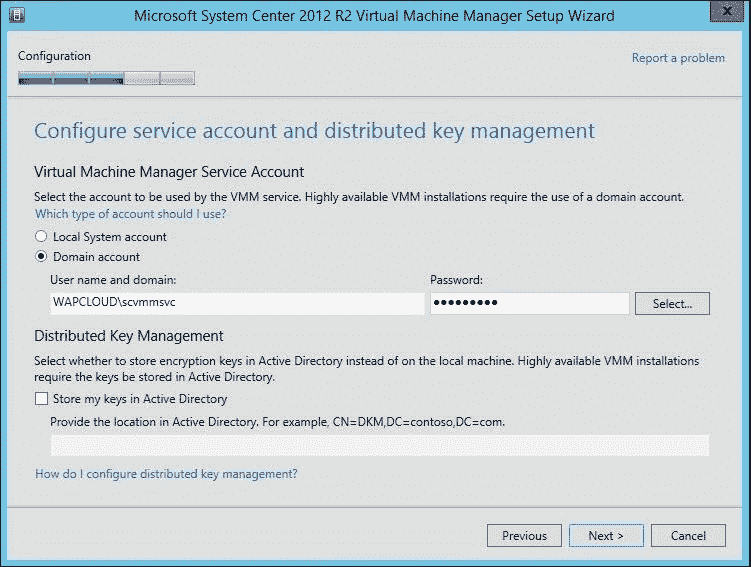 Microsoft System Center 2012 R2 Virtual Machine Manager Setup Wizard
x
Configuration
Report a problem
Configure service account and distributed key management
Virtual Machine Manager Service Account
Select the account to be used by the VMM service. Highly available VMM installations require the use of a domain account.
Which type of account should I use?
Local System account
Domain account
User name and domain:
Password:
WAPCLOUD\scvmmsvc
●●●●●●●●●
Select...
Distributed Key Management
Select whether to store encryption keys in Active Directory instead of on the local machine. Highly available VMM installations
require the keys be stored in Active Directory.
Store my keys in Active Directory
Provide the location in Active Directory. For example, CN=DKM,DC=contoso,DC=com.
How do I configure distributed key management?
Previous
Next >
Cancel